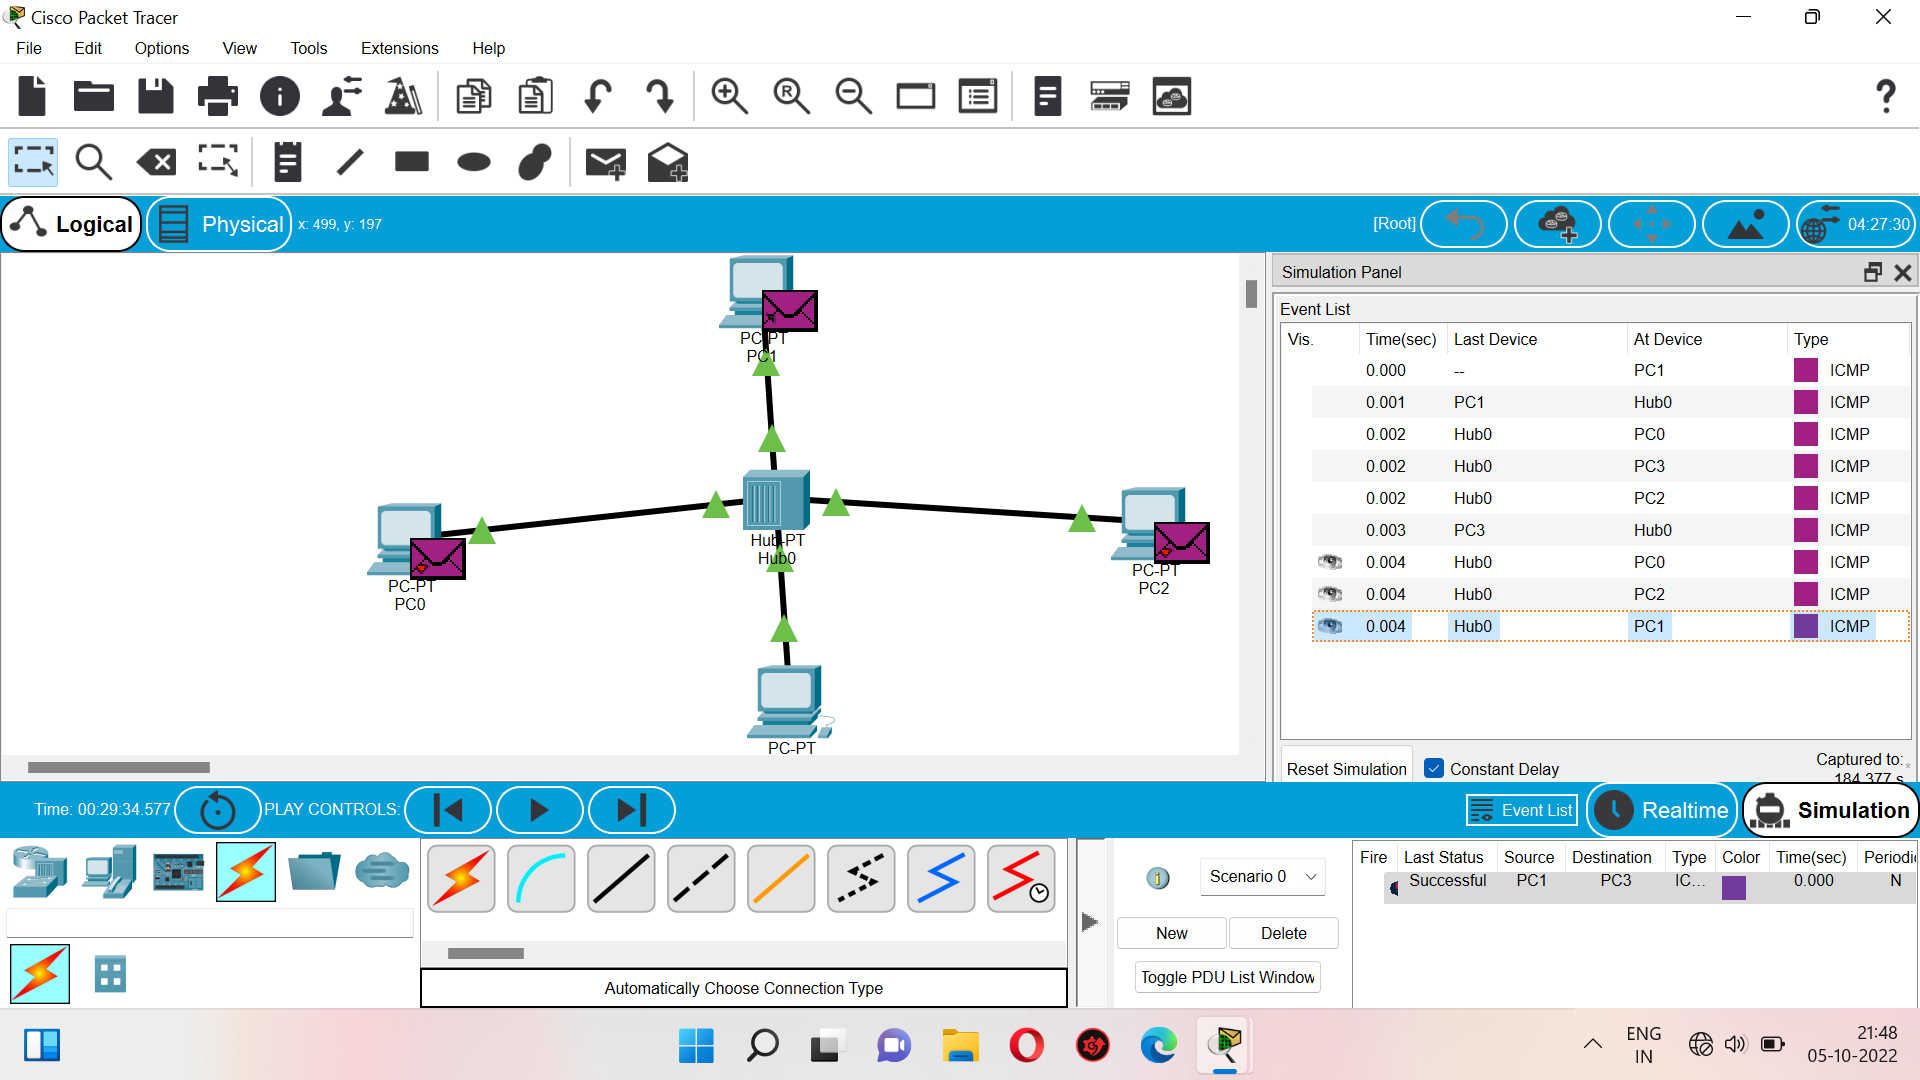 Cisco Packet Tracer
File Edit Options View Tools Extensions Help
Logical Physical x: 499, y: 197 [Root] 04:27:30
PC-PT
PC1
Hub-PT
Hub0
PC-PT
PC0
PC-PT
PC2
PC-PT
Simulation Panel
Event List
Vis. Time(sec) Last Device At Device Type
0.000 -- PC1 ICMP
0.001 PC1 Hub0 ICMP
0.002 Hub0 PC0 ICMP
0.002 Hub0 PC3 ICMP
0.002 Hub0 PC2 ICMP
0.003 PC3 Hub0 ICMP
0.004 Hub0 PC0 ICMP
0.004 Hub0 PC2 ICMP
0.004 Hub0 PC1 ICMP
Reset Simulation Constant Delay Captured to: *
184.377 s
Time: 00:29:34.577 PLAY CONTROLS: Event List Realtime Simulation
Automatically Choose Connection Type
Scenario 0
New Delete
Toggle PDU List Window
Fire Last Status Source Destination Type Color Time(sec) Periodic
Successful PC1 PC3 IC... 0.000 N
ENG
IN
21:48
05-10-2022